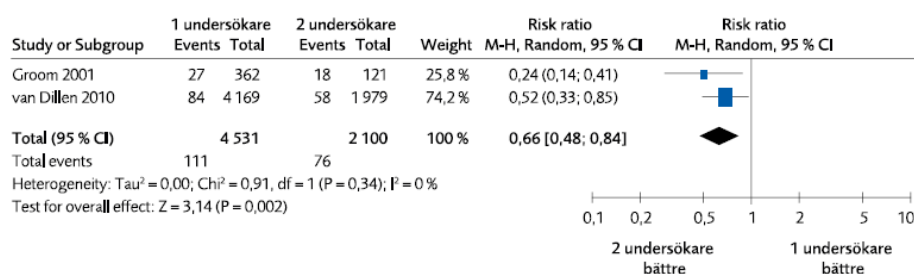 1 undersökare 2 undersökare Risk ratio Risk ratio
Study or Subgroup Events Total Events Total Weight M-H, Random, 95 % CI M-H, Random, 95 % CI
Groom 2001 27 362 18 121 25,8 % 0,24 (0,14; 0,41)
van Dillen 2010 84 4 169 58 1 979 74,2 % 0,52 (0,33; 0,85)
Total (95 % CI) 4 531 2 100 100 % 0,66 [0,48; 0,84]
Total events 111 76
Heterogeneity: Tau² = 0,00; Chi² = 0,91, df = 1 (P = 0,34); I² = 0 %
Test for overall effect: Z = 3,14 (P = 0,002)
0,1 0,2 0,5 1 2 5 10
2 undersökare 1 undersökare
bättre bättre